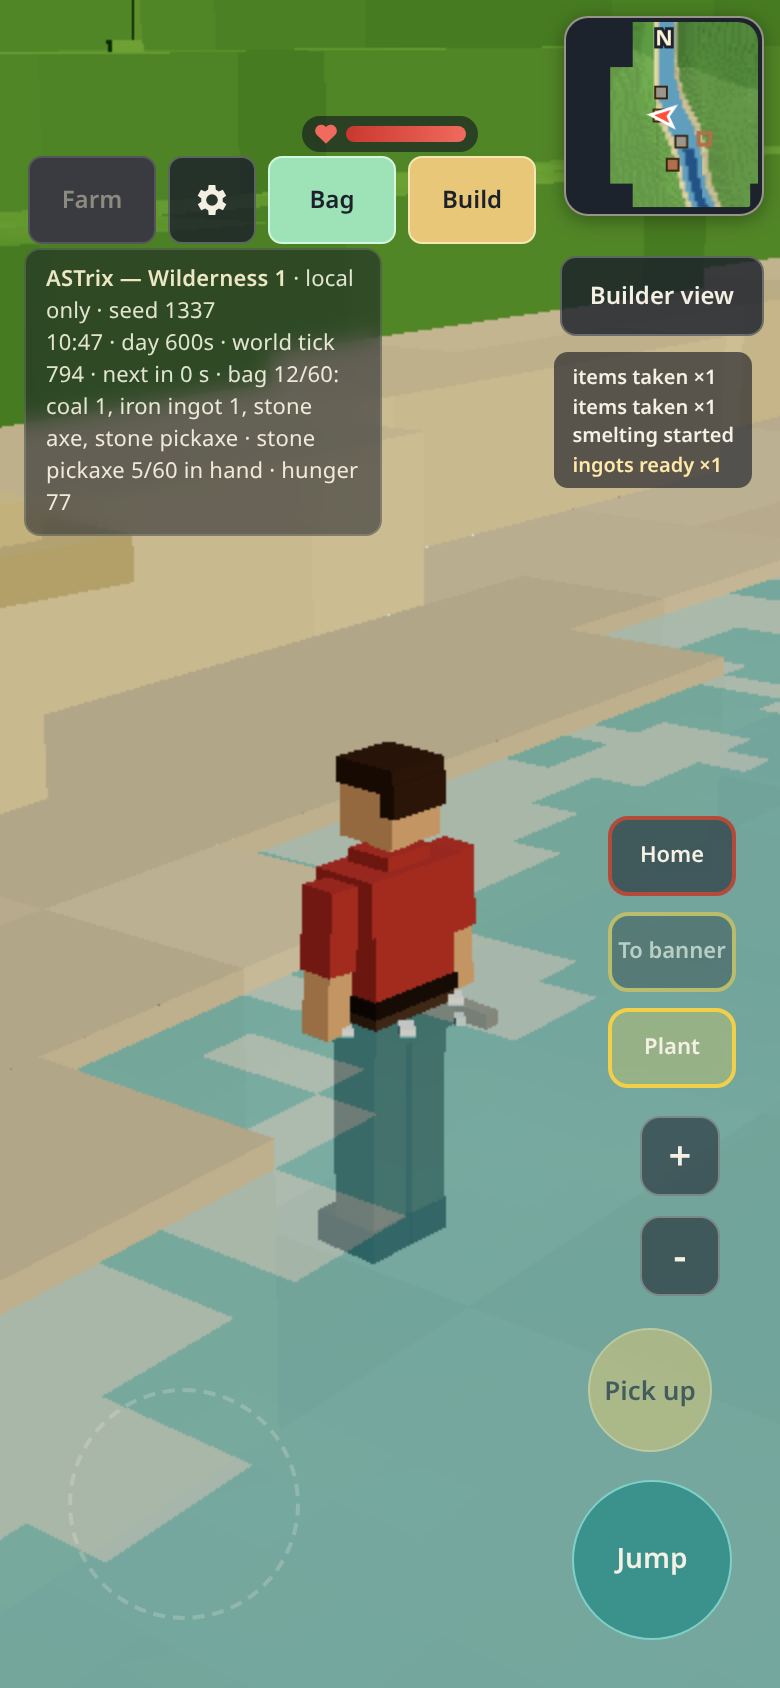 N
Farm
Bag
Build
ASTrix — Wilderness 1 · local
only · seed 1337
10:47 · day 600s · world tick
794 · next in 0 s · bag 12/60:
coal 1, iron ingot 1, stone
axe, stone pickaxe · stone
pickaxe 5/60 in hand · hunger
77
Builder view
items taken ×1
items taken ×1
smelting started
ingots ready ×1
Home
To banner
Plant
+
-
Pick up
Jump